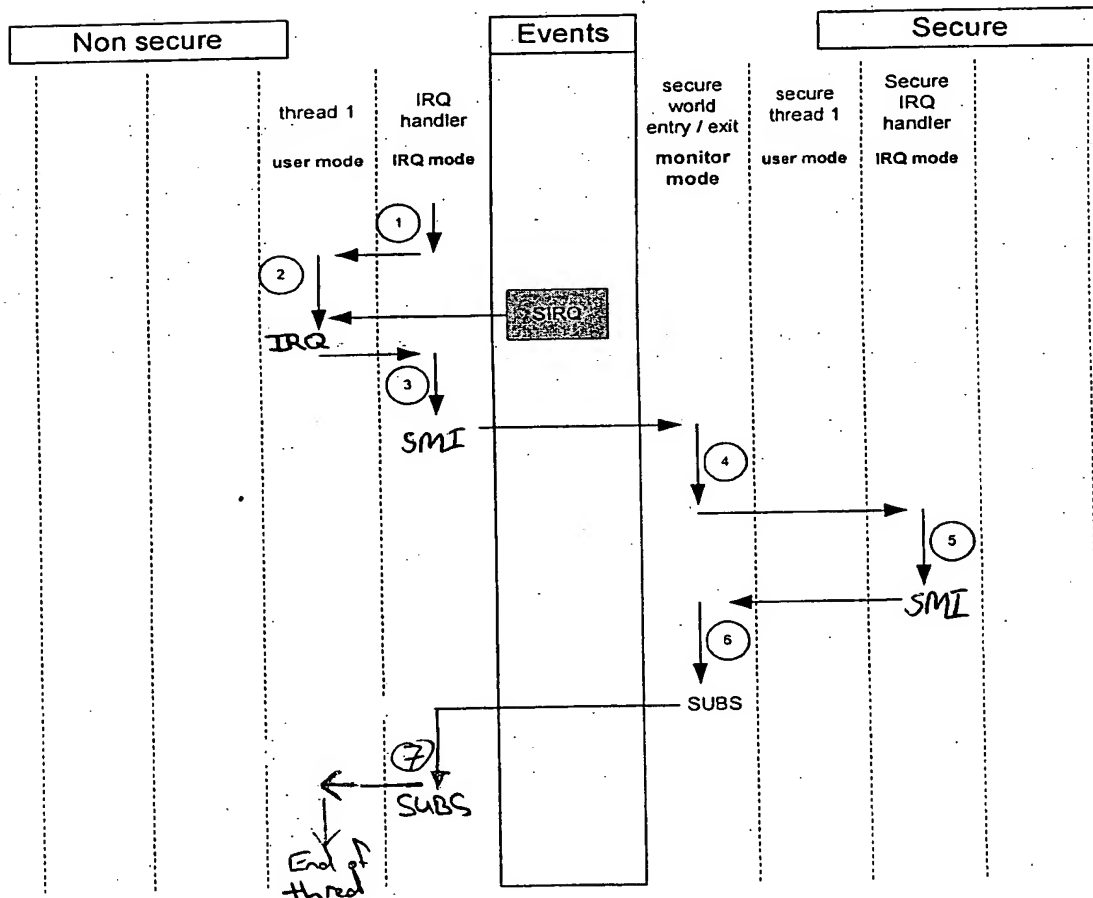 Non secure
Events
Secure
thread 1
user mode
IRQ
handler
IRQ mode
secure
world
entry / exit
monitor
mode
secure
thread 1
user mode
Secure
IRQ
handler
IRQ mode
1
2
SIRQ
IRQ
3
SMI
4
5
SMI
6
SUBS
7
SUBS
End of
thread